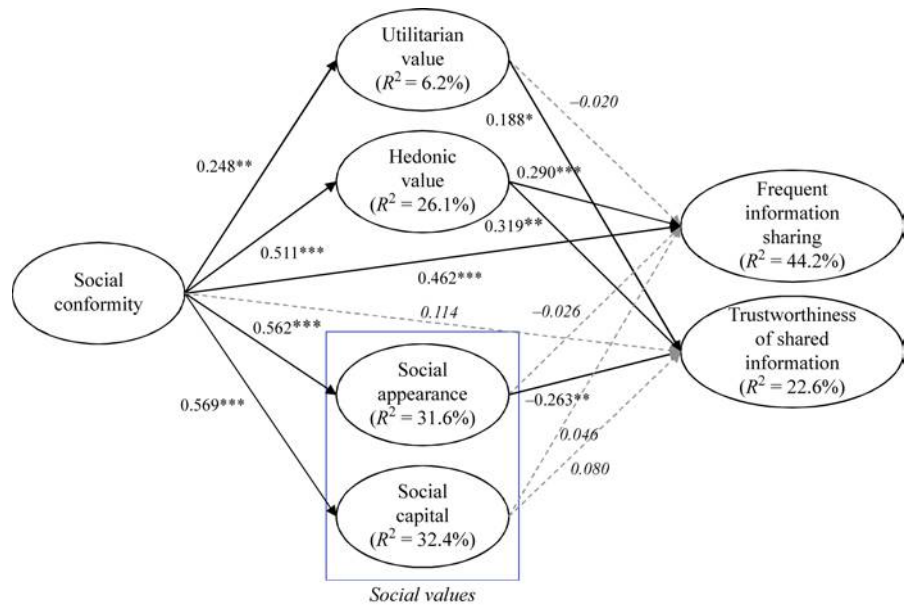 Utilitarian
value
(R² = 6.2%)
–0.020
0.188*
0.248**
Hedonic
value
(R² = 26.1%)
0.290***
0.319**
Frequent
information
sharing
(R² = 44.2%)
0.511***
0.462***
Social
conformity
0.114
–0.026
0.562***
Trustworthiness
of shared
information
(R² = 22.6%)
Social
appearance
(R² = 31.6%)
–0.263**
0.569***
0.046
0.080
Social
capital
(R² = 32.4%)
Social values